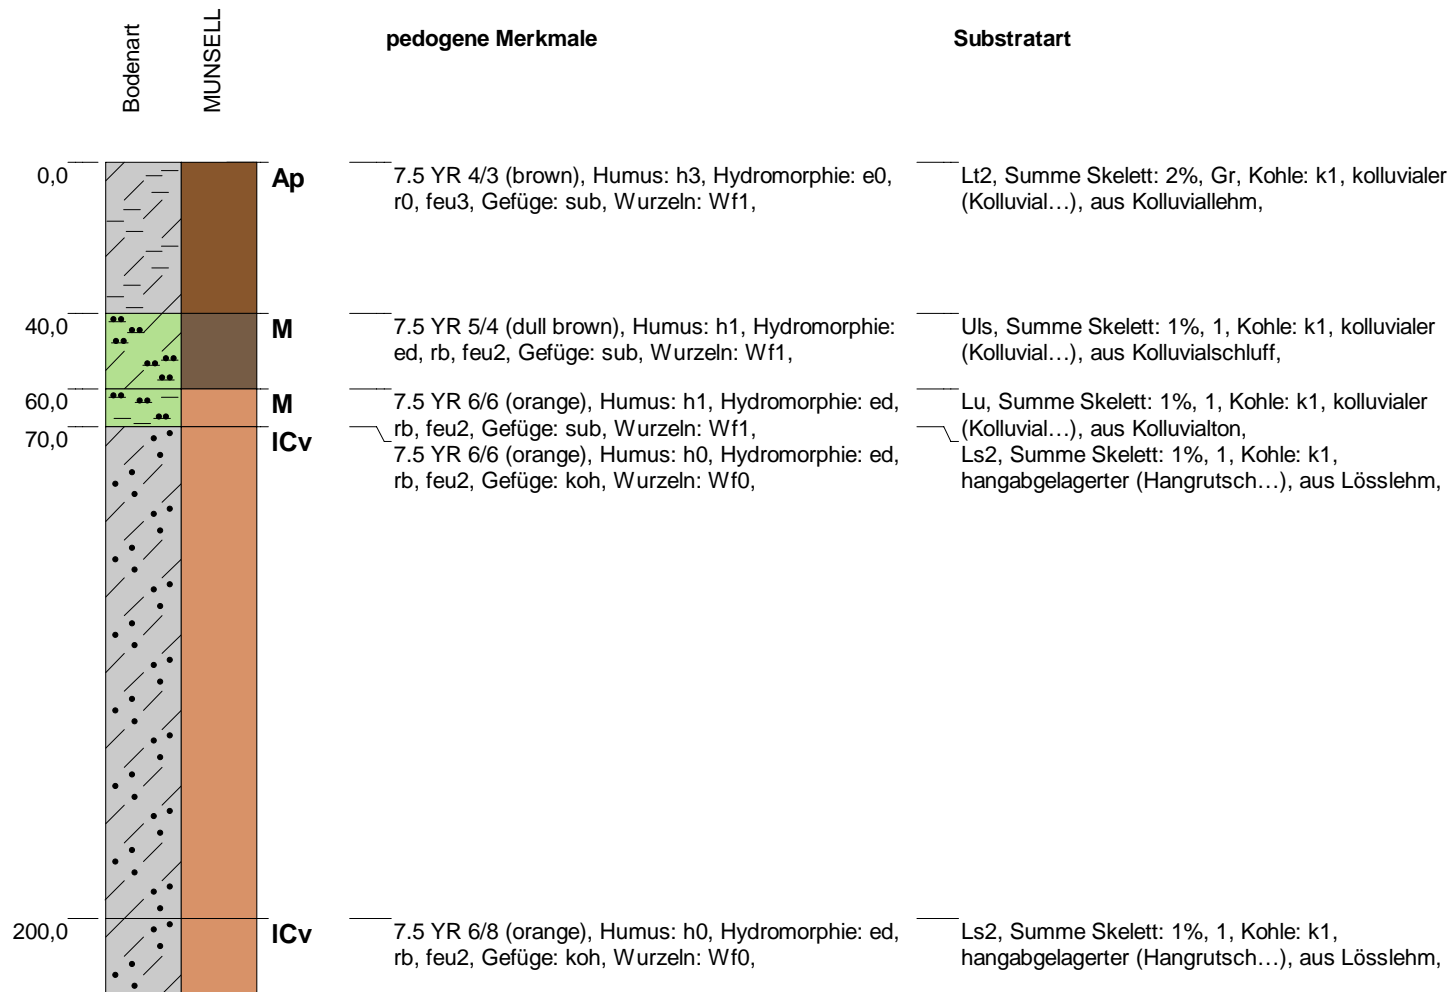 Bodenart
MUNSELL
pedogene Merkmale
Substratart
0,0
Ap
7.5 YR 4/3 (brown), Humus: h3, Hydromorphie: e0,
r0, feu3, Gefüge: sub, Wurzeln: Wf1,
Lt2, Summe Skelett: 2%, Gr, Kohle: k1, kolluvialer
(Kolluvial…), aus Kolluviallehm,
40,0
M
7.5 YR 5/4 (dull brown), Humus: h1, Hydromorphie:
ed, rb, feu2, Gefüge: sub, Wurzeln: Wf1,
Uls, Summe Skelett: 1%, 1, Kohle: k1, kolluvialer
(Kolluvial…), aus Kolluvialschluff,
60,0
M
7.5 YR 6/6 (orange), Humus: h1, Hydromorphie: ed,
rb, feu2, Gefüge: sub, Wurzeln: Wf1,
Lu, Summe Skelett: 1%, 1, Kohle: k1, kolluvialer
(Kolluvial…), aus Kolluvialton,
70,0
lCv
7.5 YR 6/6 (orange), Humus: h0, Hydromorphie: ed,
rb, feu2, Gefüge: koh, Wurzeln: Wf0,
Ls2, Summe Skelett: 1%, 1, Kohle: k1,
hangabgelagerter (Hangrutsch…), aus Lösslehm,
200,0
lCv
7.5 YR 6/8 (orange), Humus: h0, Hydromorphie: ed,
rb, feu2, Gefüge: koh, Wurzeln: Wf0,
Ls2, Summe Skelett: 1%, 1, Kohle: k1,
hangabgelagerter (Hangrutsch…), aus Lösslehm,